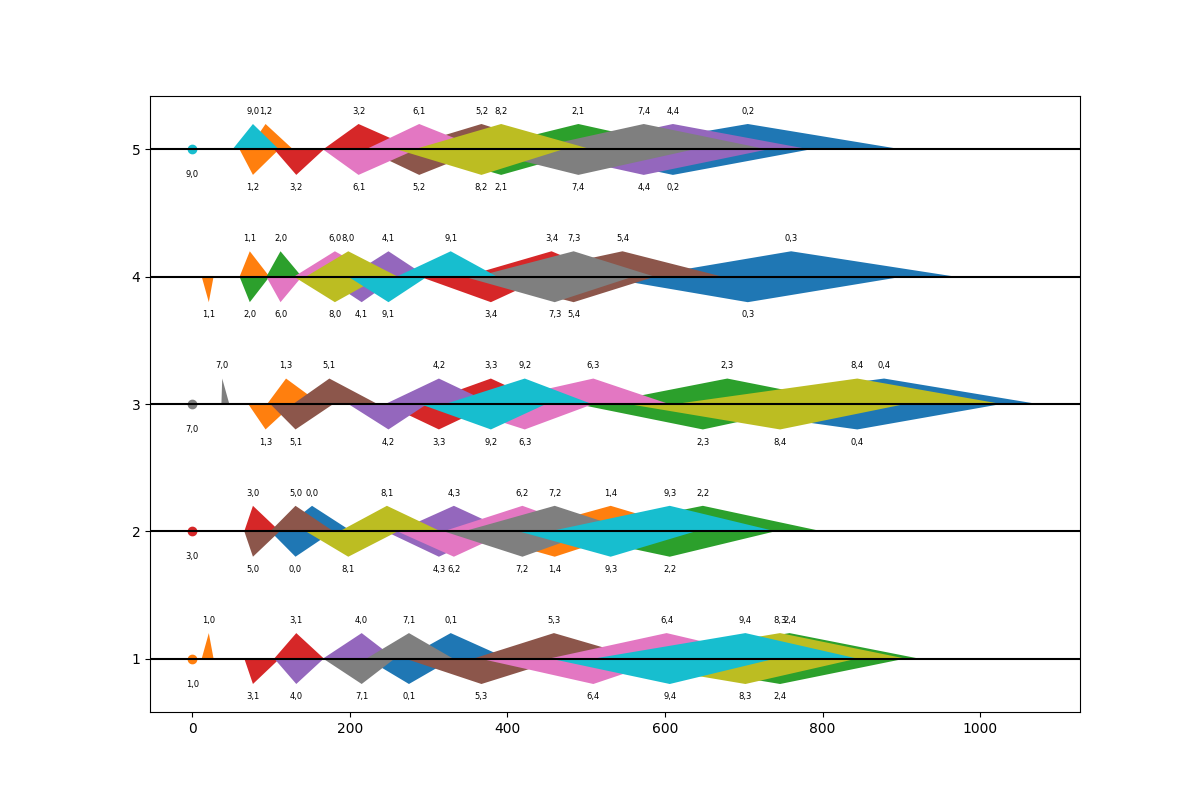 9,0 1,2 3,2 6,1 5,2 8,2 2,1 7,4 4,4 0,2
5
9,0 1,2 3,2 6,1 5,2 8,2 2,1 7,4 4,4 0,2
1,1 2,0 6,0 8,0 4,1 9,1 3,4 7,3 5,4 0,3
4
1,1 2,0 6,0 8,0 4,1 9,1 3,4 7,3 5,4 0,3
7,0 1,3 5,1 4,2 3,3 9,2 6,3 2,3 8,4 0,4
3
7,0 1,3 5,1 4,2 3,3 9,2 6,3 2,3 8,4 0,4
3,0 5,0 0,0 8,1 4,3 6,2 7,2 1,4 9,3 2,2
2
3,0 5,0 0,0 8,1 4,3 6,2 7,2 1,4 9,3 2,2
1,0 3,1 4,0 7,1 0,1 5,3 6,4 9,4 8,3 2,4
1
1,0 3,1 4,0 7,1 0,1 5,3 6,4 9,4 8,3 2,4
0 200 400 600 800 1000